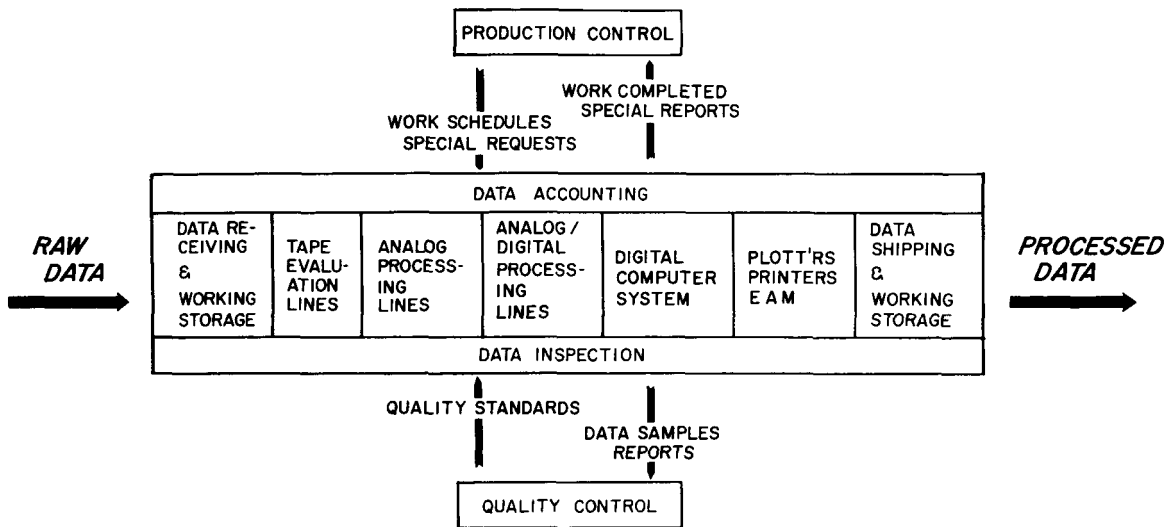 PRODUCTION CONTROL
WORK COMPLETED
SPECIAL REPORTS
WORK SCHEDULES
SPECIAL REQUESTS
DATA ACCOUNTING
RAW
DATA
DATA RE-
CEIVING
&
WORKING
STORAGE
TAPE
EVALU-
ATION
LINES
ANALOG
PROCESS-
ING
LINES
ANALOG /
DIGITAL
PROCESS-
ING
LINES
DIGITAL
COMPUTER
SYSTEM
PLOTT'RS
PRINTERS
E A M
DATA
SHIPPING
&
WORKING
STORAGE
PROCESSED
DATA
DATA INSPECTION
QUALITY STANDARDS
DATA SAMPLES
REPORTS
QUALITY CONTROL